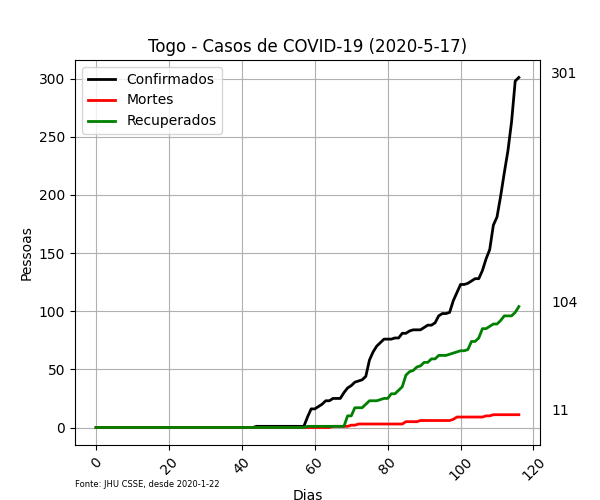 Togo - Casos de COVID-19 (2020-5-17)
Confirmados
Mortes
Recuperados
301
104
11
Pessoas
300
250
200
150
100
50
0
0 20 40 60 80 100 120
Fonte: JHU CSSE, desde 2020-1-22
Dias